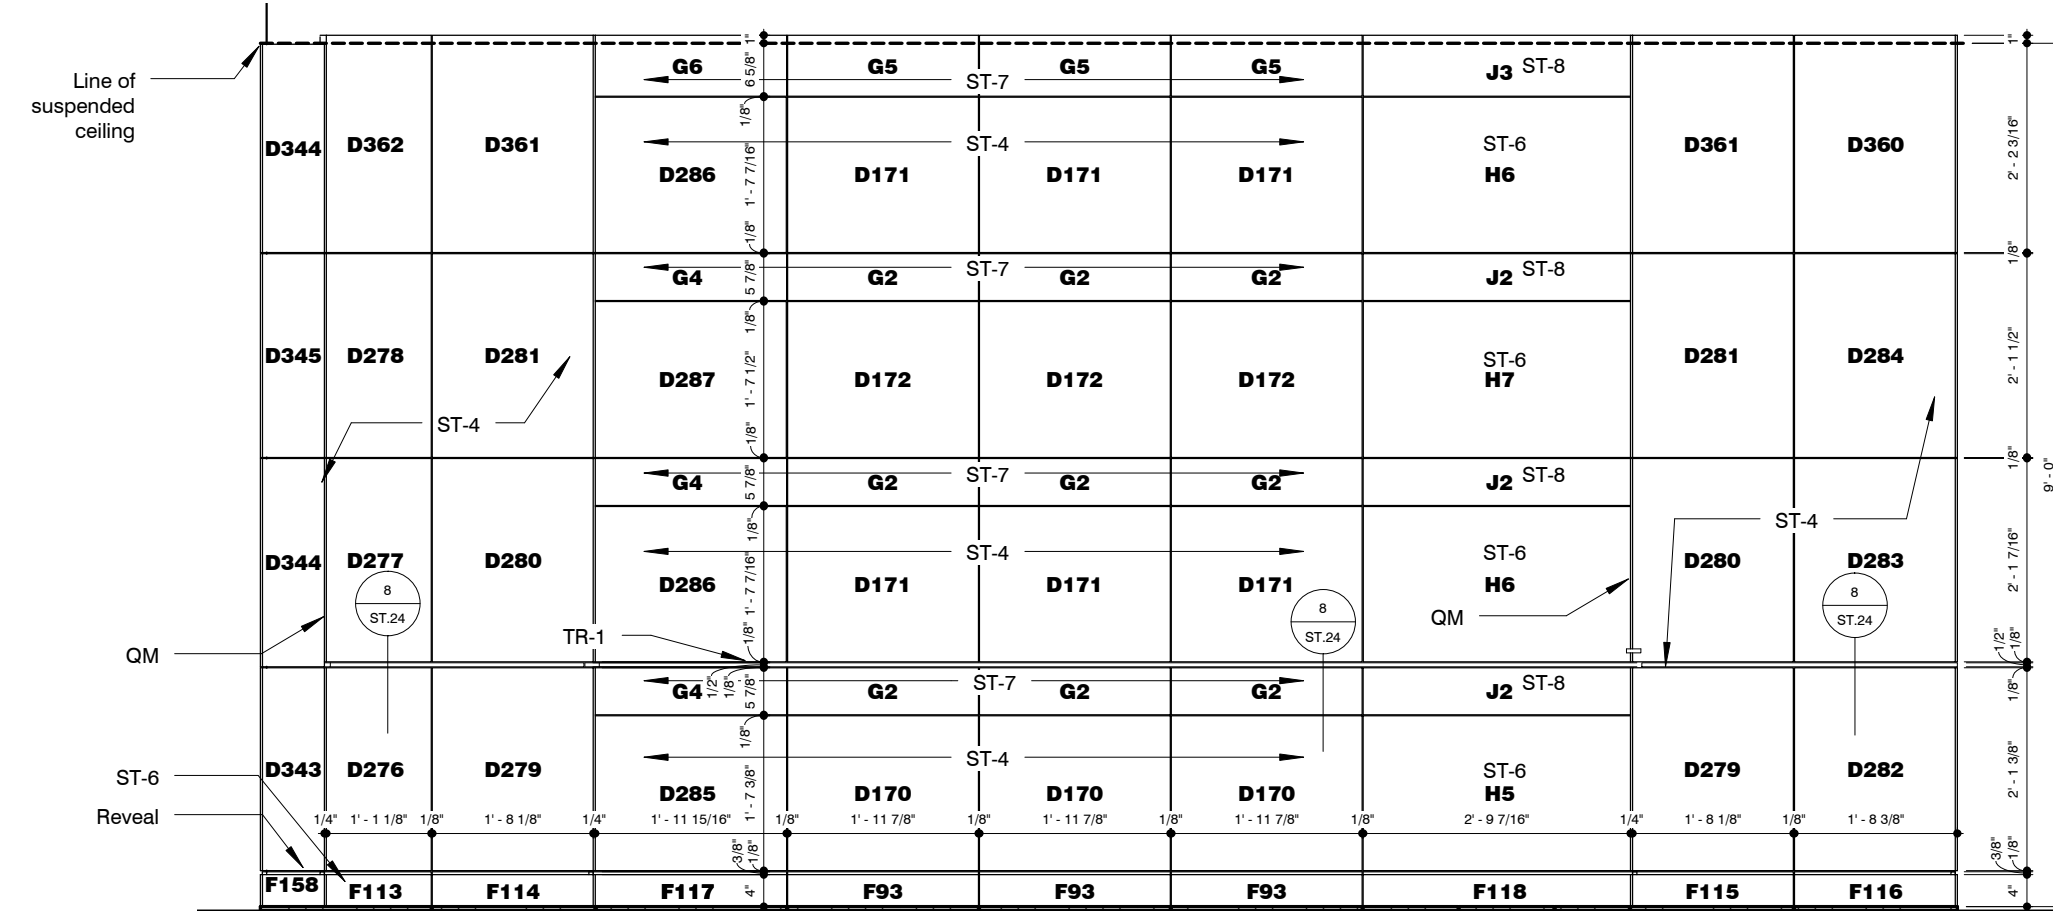 1"
1"
Line of
suspended
ceiling
G6
6 5/8"
G5
G5
G5
J3 ST-8
ST-7
1/8"
D344
D362
D361
ST-4
ST-6
D361
D360
2' - 2 3/16"
D286
1' - 7 7/16"
D171
D171
D171
H6
1/8"
1/8"
ST-7
G4
5 7/8"
G2
G2
G2
J2 ST-8
1/8"
D345
D278
D281
D287
1' - 7 1/2"
D172
D172
D172
ST-6
H7
D281
D284
2' - 1 1/2"
ST-4
1/8"
1/8"
9' - 0"
ST-7
G4
5 7/8"
G2
G2
G2
J2 ST-8
1/8"
ST-4
ST-4
D344
D277
D280
ST-6
D280
D283
2' - 1 7/16"
D286
1' - 7 7/16"
D171
D171
D171
H6
8
ST.24
8
ST.24
8
ST.24
QM
TR-1
1/8"
QM
1/2"
1/8"
ST-7
G4
1/2"
1/8"
5 7/8"
G2
G2
G2
J2 ST-8
1/8"
1/8"
ST-4
D343
D276
D279
ST-6
D279
D282
2' - 1 3/8"
ST-6
D285
1' - 7 3/8"
D170
D170
D170
H5
Reveal
1/4" 1' - 1 1/8" 1/8" 1' - 8 1/8" 1/4" 1' - 11 15/16" 1/8" 1' - 11 7/8" 1/8" 1' - 11 7/8" 1/8" 1' - 11 7/8" 1/8" 2' - 9 7/16" 1/4" 1' - 8 1/8" 1/8" 1' - 8 3/8"
3/8"
1/8"
3/8"
1/8"
F158
F113
F114
F117
4"
F93
F93
F93
F118
F115
F116
4"